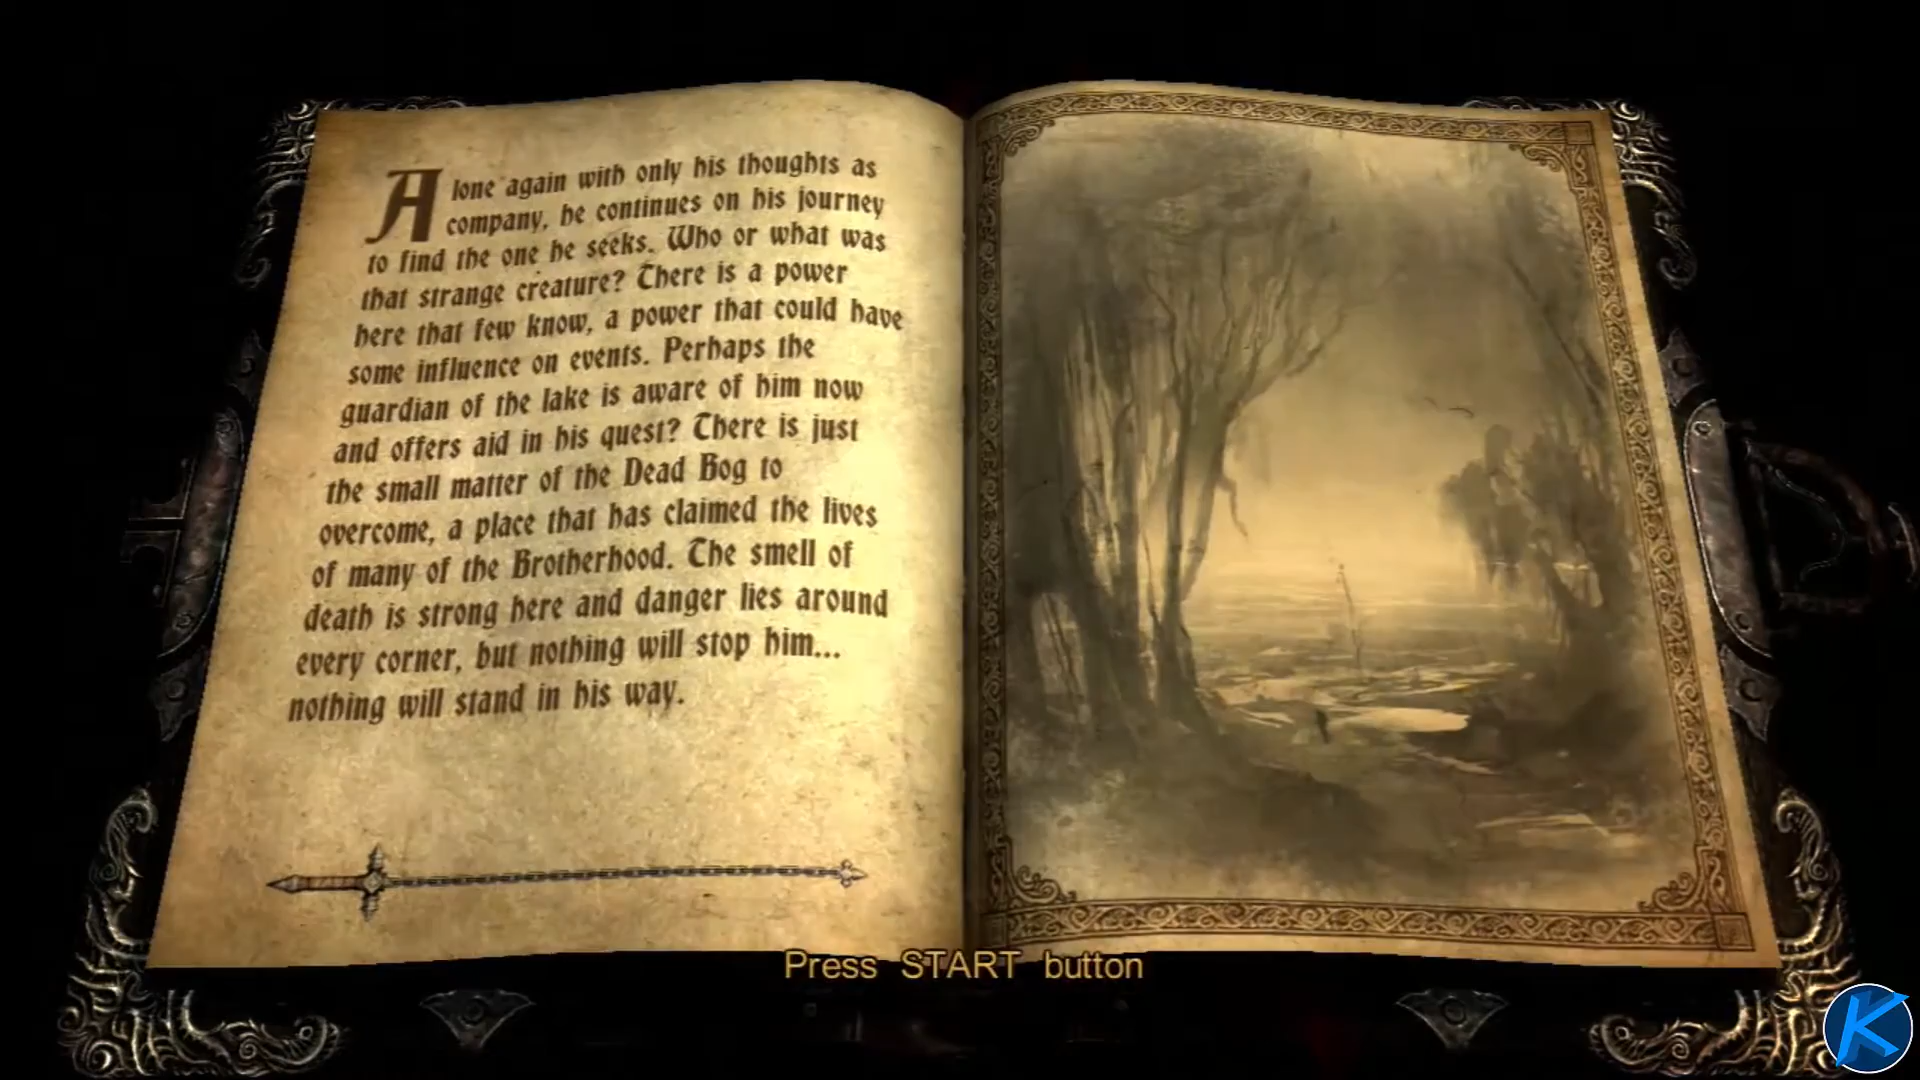 Alone again with only his thoughts as
company, he continues on his journey
to find the one he seeks. Who or what was
that strange creature? There is a power
here that few know, a power that could have
some influence on events. Perhaps the
guardian of the lake is aware of him now
and offers aid in his quest? There is just
the small matter of the Dead Bog to
overcome, a place that has claimed the lives
of many of the Brotherhood. The smell of
death is strong here and danger lies around
every corner, but nothing will stop him...
nothing will stand in his way.
Press START button
K